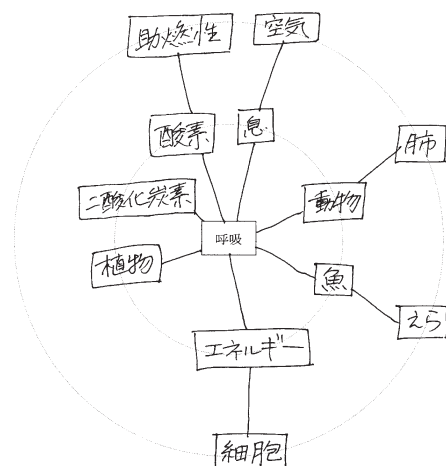 助燃性
空気
酸素
息
肺
二酸化炭素
動物
呼吸
植物
魚
えら
エネルギー
細胞